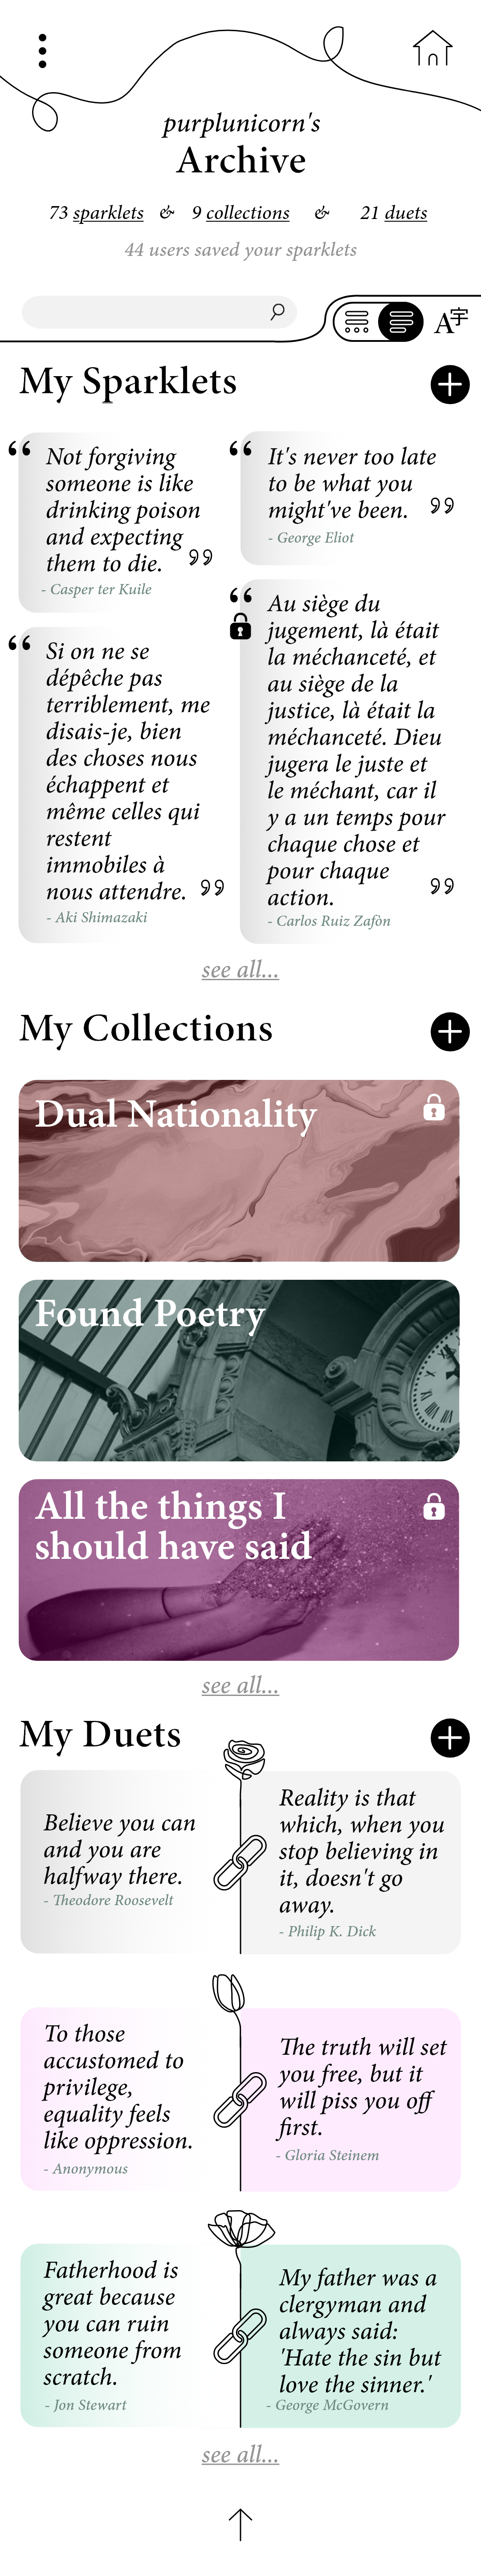 purplunicorn's
Archive
73 sparklets & 9 collections & 21 duets
44 users saved your sparklets
A字
My Sparklets
“ Not forgiving
someone is like
drinking poison
and expecting
them to die. ”
- Casper ter Kuile
“ It's never too late
to be what you
might've been. ”
- George Eliot
“ Si on ne se
dépêche pas
terriblement, me
disais-je, bien
des choses nous
échappent et
même celles qui
restent
immobiles à
nous attendre. ”
- Aki Shimazaki
“ Au siège du
jugement, là était
la méchanceté, et
au siège de la
justice, là était la
méchanceté. Dieu
jugera le juste et
le méchant, car il
y a un temps pour
chaque chose et
pour chaque
action. ”
- Carlos Ruiz Zafòn
see all...
My Collections
Dual Nationality
Found Poetry
All the things I
should have said
see all...
My Duets
Believe you can
and you are
halfway there.
- Theodore Roosevelt
Reality is that
which, when you
stop believing in
it, doesn't go
away.
- Philip K. Dick
To those
accustomed to
privilege,
equality feels
like oppression.
- Anonymous
The truth will set
you free, but it
will piss you off
first.
- Gloria Steinem
Fatherhood is
great because
you can ruin
someone from
scratch.
- Jon Stewart
My father was a
clergyman and
always said:
'Hate the sin but
love the sinner.'
- George McGovern
see all...